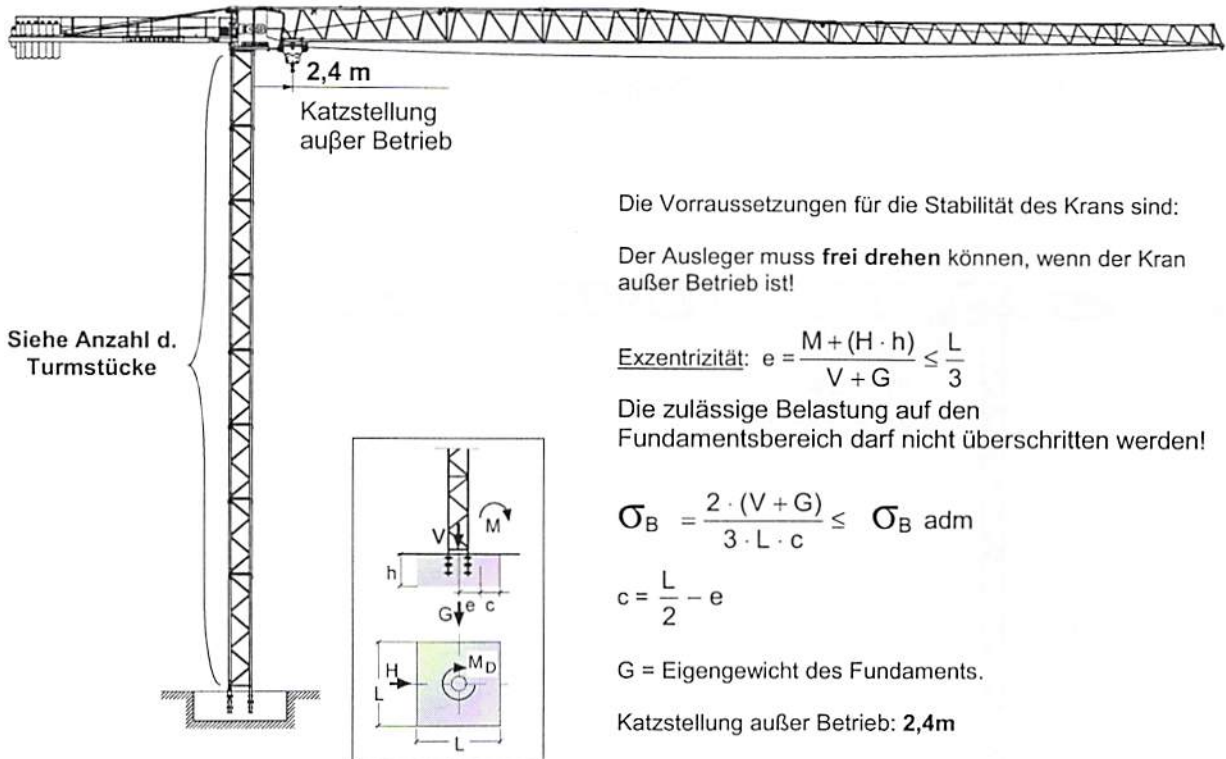 2,4 m
Katzstellung
außer Betrieb
Siehe Anzahl d.
Turmstücke
Die Vorraussetzungen für die Stabilität des Krans sind:
Der Ausleger muss frei drehen können, wenn der Kran
außer Betrieb ist!
Exzentrizität: e = M + (H · h) / V + G ≤ L / 3
Die zulässige Belastung auf den
Fundamentsbereich darf nicht überschritten werden!
σB = 2 · (V + G) / 3 · L · c ≤ σB adm
c = L / 2 − e
G = Eigengewicht des Fundaments.
Katzstellung außer Betrieb: 2,4m
V M
h
e c
G
H MD
L
L